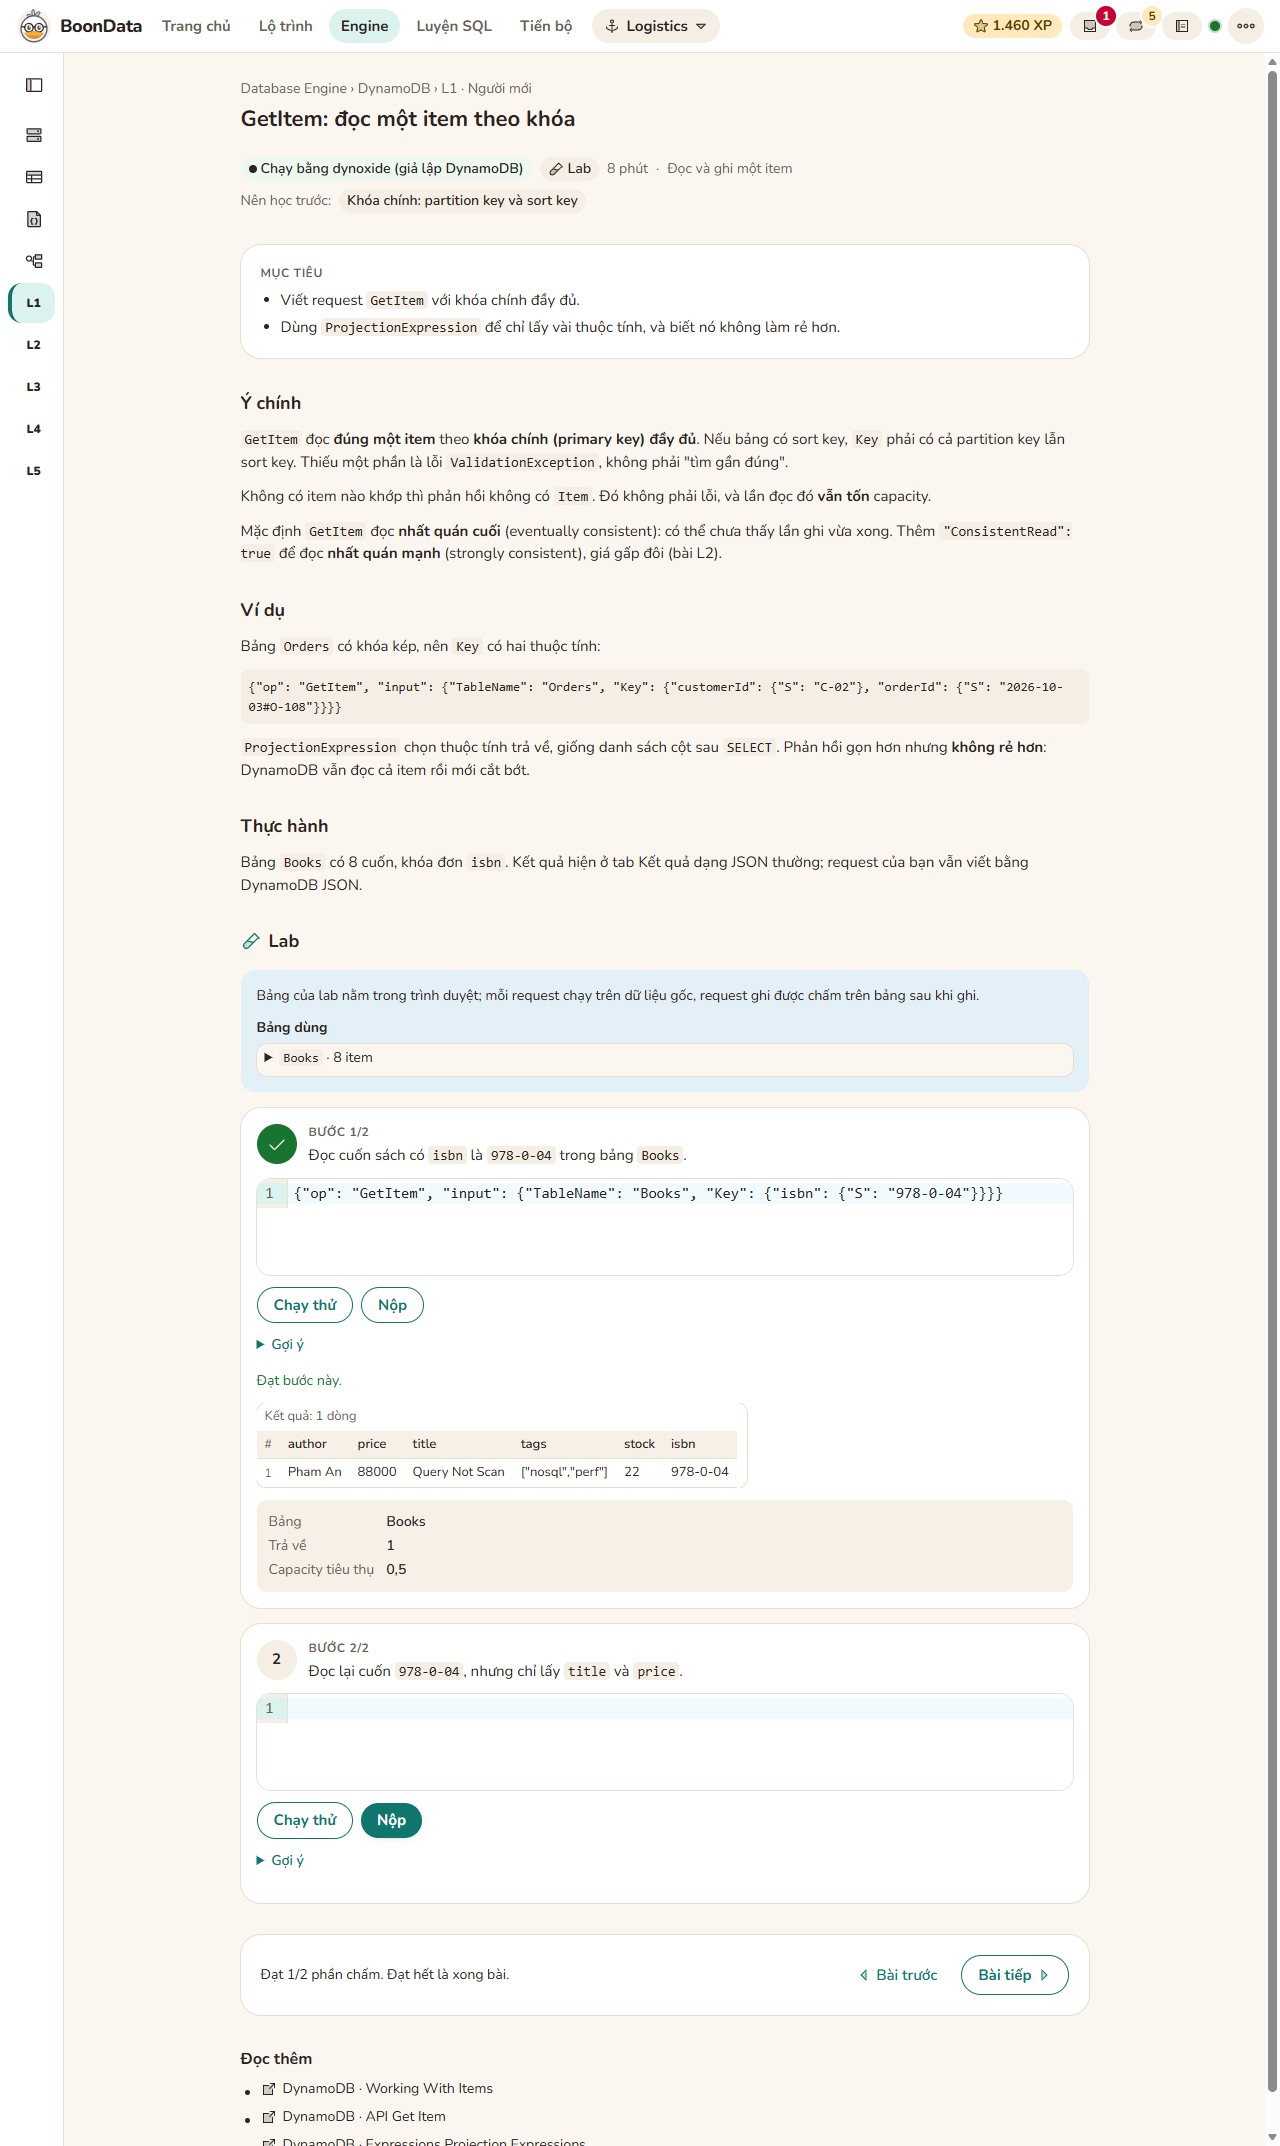 BoonData Trang chủ Lộ trình Engine Luyện SQL Tiến bộ Logistics 1.460 XP 1 5
Database Engine › DynamoDB › L1 · Người mới
GetItem: đọc một item theo khóa
Chạy bằng dynoxide (giả lập DynamoDB) Lab 8 phút · Đọc và ghi một item
Nên học trước: Khóa chính: partition key và sort key
L1
L2
L3
L4
L5
MỤC TIÊU
• Viết request GetItem với khóa chính đầy đủ.
• Dùng ProjectionExpression để chỉ lấy vài thuộc tính, và biết nó không làm rẻ hơn.
Ý chính
GetItem đọc đúng một item theo khóa chính (primary key) đầy đủ. Nếu bảng có sort key, Key phải có cả partition key lẫn
sort key. Thiếu một phần là lỗi ValidationException, không phải "tìm gần đúng".
Không có item nào khớp thì phản hồi không có Item. Đó không phải lỗi, và lần đọc đó vẫn tốn capacity.
Mặc định GetItem đọc nhất quán cuối (eventually consistent): có thể chưa thấy lần ghi vừa xong. Thêm "ConsistentRead":
true để đọc nhất quán mạnh (strongly consistent), giá gấp đôi (bài L2).
Ví dụ
Bảng Orders có khóa kép, nên Key có hai thuộc tính:
{"op": "GetItem", "input": {"TableName": "Orders", "Key": {"customerId": {"S": "C-02"}, "orderId": {"S": "2026-10-
03#O-108"}}}}
ProjectionExpression chọn thuộc tính trả về, giống danh sách cột sau SELECT. Phản hồi gọn hơn nhưng không rẻ hơn:
DynamoDB vẫn đọc cả item rồi mới cắt bớt.
Thực hành
Bảng Books có 8 cuốn, khóa đơn isbn. Kết quả hiện ở tab Kết quả dạng JSON thường; request của bạn vẫn viết bằng
DynamoDB JSON.
Lab
Bảng của lab nằm trong trình duyệt; mỗi request chạy trên dữ liệu gốc, request ghi được chấm trên bảng sau khi ghi.
Bảng dùng
Books · 8 item
BƯỚC 1/2
Đọc cuốn sách có isbn là 978-0-04 trong bảng Books.
1 {"op": "GetItem", "input": {"TableName": "Books", "Key": {"isbn": {"S": "978-0-04"}}}}
Chạy thử Nộp
Gợi ý
Đạt bước này.
Kết quả: 1 dòng
# author price title tags stock isbn
1 Pham An 88000 Query Not Scan ["nosql","perf"] 22 978-0-04
Bảng Books
Trả về 1
Capacity tiêu thụ 0,5
2 BƯỚC 2/2
Đọc lại cuốn 978-0-04, nhưng chỉ lấy title và price.
1
Chạy thử Nộp
Gợi ý
Đạt 1/2 phần chấm. Đạt hết là xong bài. Bài trước Bài tiếp
Đọc thêm
• DynamoDB · Working With Items
• DynamoDB · API Get Item
DynamoDB · Expressions Projection Expressions